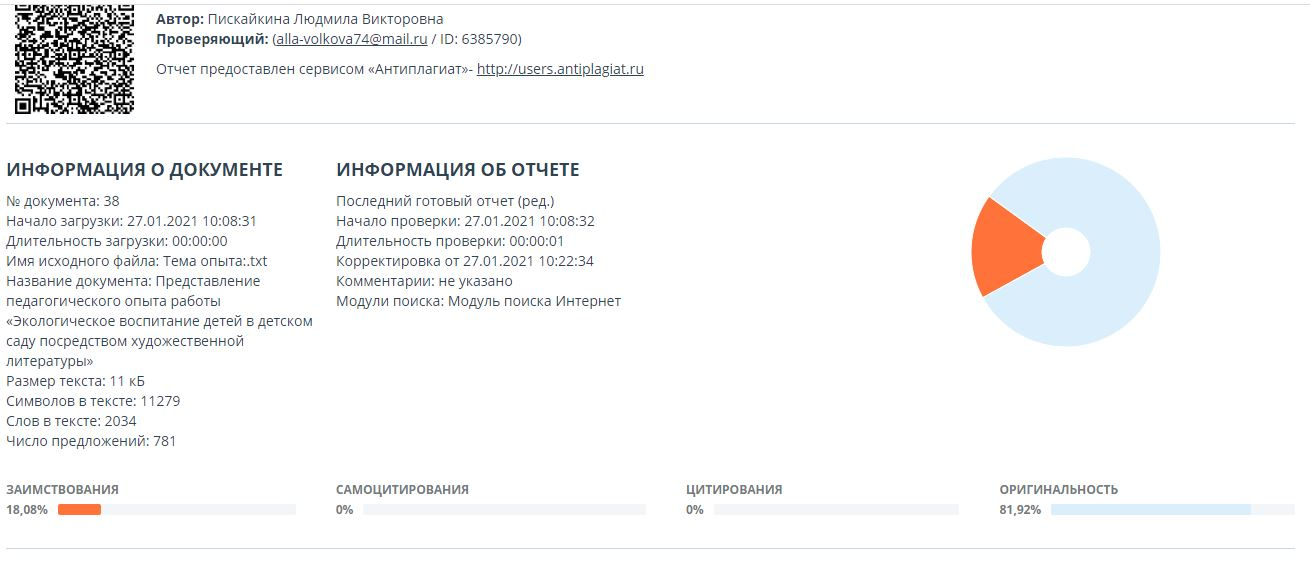 Автор: Пискайкина Людмила Викторовна
Проверяющий: (alla-volkova74@mail.ru / ID: 6385790)
Отчет предоставлен сервисом «Антиплагиат»- http://users.antiplagiat.ru
ИНФОРМАЦИЯ О ДОКУМЕНТЕ
№ документа: 38
Начало загрузки: 27.01.2021 10:08:31
Длительность загрузки: 00:00:00
Имя исходного файла: Тема опыта:.txt
Название документа: Представление
педагогического опыта работы
«Экологическое воспитание детей в детском
саду посредством художественной
литературы»
Размер текста: 11 кБ
Cимволов в тексте: 11279
Слов в тексте: 2034
Число предложений: 781
ИНФОРМАЦИЯ ОБ ОТЧЕТЕ
Последний готовый отчет (ред.)
Начало проверки: 27.01.2021 10:08:32
Длительность проверки: 00:00:01
Корректировка от 27.01.2021 10:22:34
Комментарии: не указано
Модули поиска: Модуль поиска Интернет
ЗАИМСТВОВАНИЯ
18,08%
САМОЦИТИРОВАНИЯ
0%
ЦИТИРОВАНИЯ
0%
ОРИГИНАЛЬНОСТЬ
81,92%